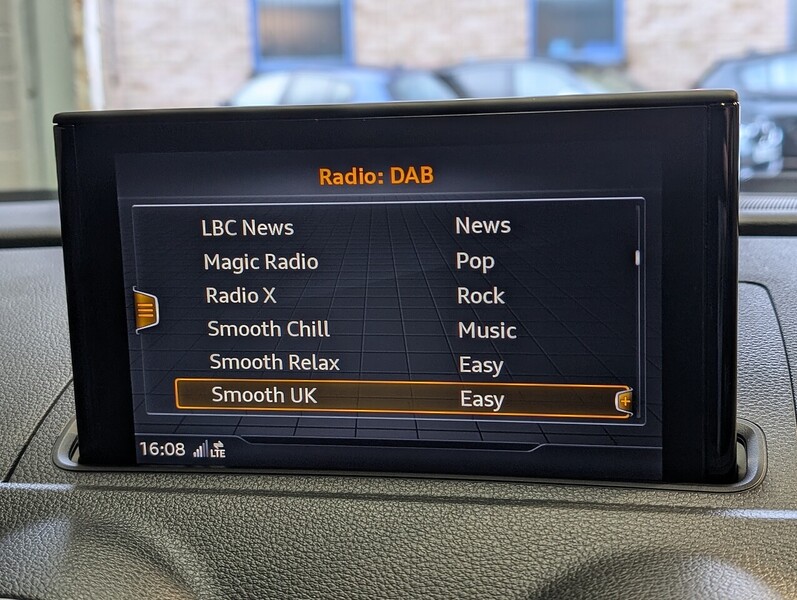 Radio: DAB
LBC News News
Magic Radio Pop
Radio X Rock
Smooth Chill Music
Smooth Relax Easy
Smooth UK Easy
16:08 LTE